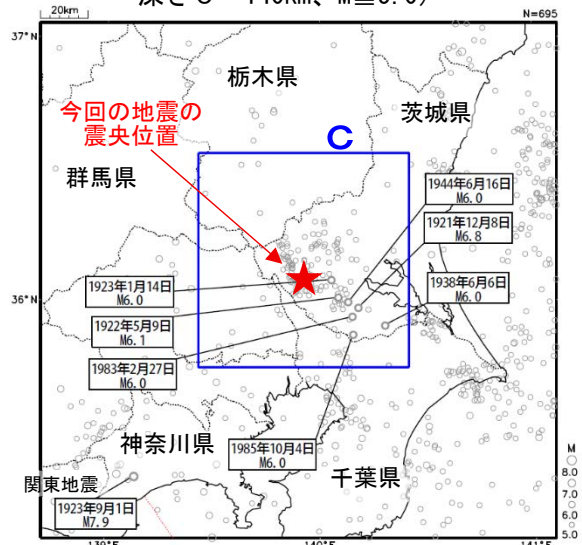 深さ0～140km、M≧5.0)
20km
N=695
37°N
栃木県
茨城県
今回の地震の
震央位置
C
群馬県
1944年6月16日
M6.0
1921年12月8日
M6.8
1923年1月14日
M6.0
1938年6月6日
M6.0
36°N
1922年5月9日
M6.1
1983年2月27日
M6.0
神奈川県
1985年10月4日
M6.0
千葉県
関東地震
1923年9月1日
M7.9
M
8.0
7.0
6.0
5.0
139°E
140°E
141°E